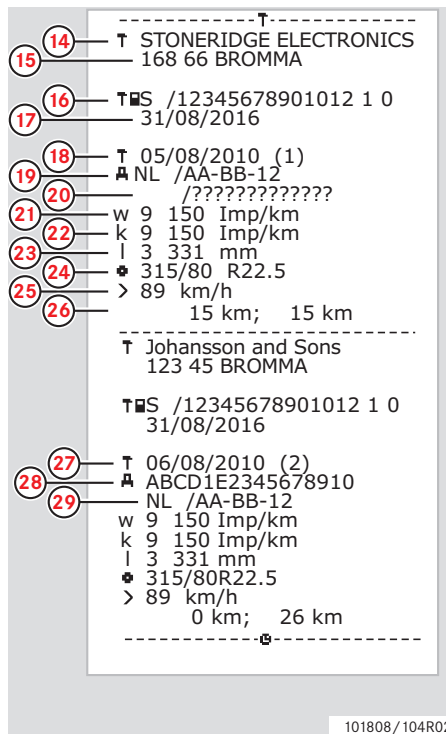 14 STONERIDGE ELECTRONICS
15 168 66 BROMMA
16 S /12345678901012 1 0
17 31/08/2016
18 05/08/2010 (1)
19 NL /AA-BB-12
20 /?????????????
21 w 9 150 Imp/km
22 k 9 150 Imp/km
23 l 3 331 mm
24 315/80 R22.5
25 > 89 km/h
26 15 km; 15 km
Johansson and Sons
123 45 BROMMA
S /12345678901012 1 0
31/08/2016
27 06/08/2010 (2)
28 ABCD1E2345678910
29 NL /AA-BB-12
w 9 150 Imp/km
k 9 150 Imp/km
l 3 331 mm
315/80R22.5
> 89 km/h
0 km; 26 km
101808/104R02